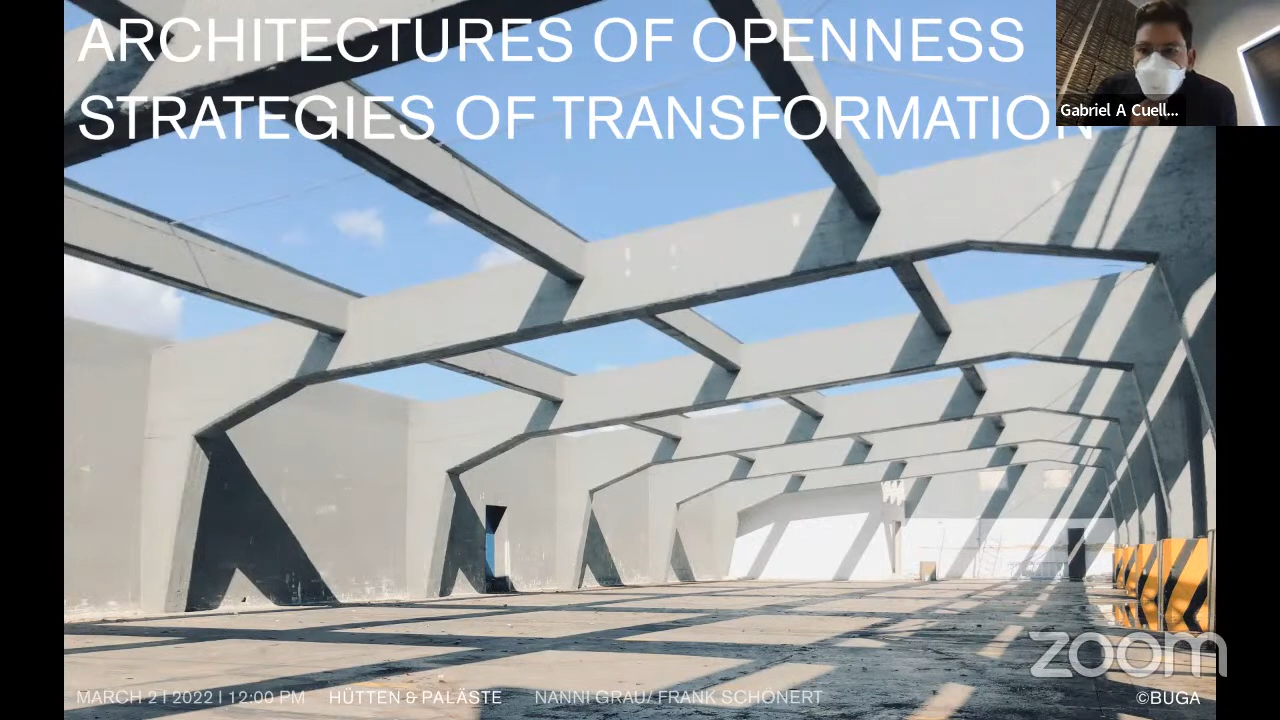 ARCHITECTURES OF OPENNESS
STRATEGIES OF TRANSFORMATION
Gabriel A Cuell...
zoom
MARCH 2 | 2022 | 12:00 PM HÜTTEN & PALÄSTE NANNI GRAU/ FRANK SCHÖNERT ©BUGA